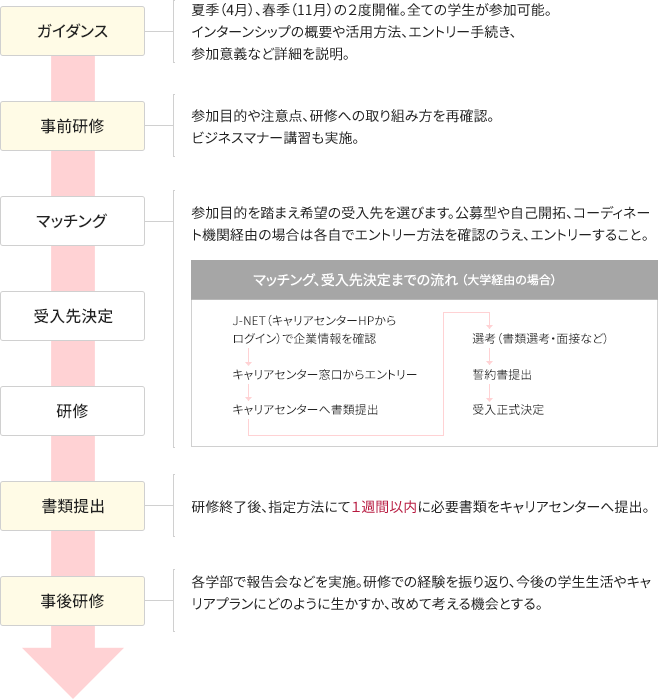 ガイダンス
夏季（4月）、春季（11月）の２度開催。全ての学生が参加可能。
インターンシップの概要や活用方法、エントリー手続き、
参加意義など詳細を説明。
事前研修
参加目的や注意点、研修への取り組み方を再確認。
ビジネスマナー講習も実施。
マッチング
参加目的を踏まえ希望の受入先を選びます。公募型や自己開拓、コーディネー
ト機関経由の場合は各自でエントリー方法を確認のうえ、エントリーすること。
受入先決定
研修
マッチング、受入先決定までの流れ（大学経由の場合）
J-NET（キャリアセンターHPから
ログイン）で企業情報を確認
キャリアセンター窓口からエントリー
キャリアセンターへ書類提出
選考（書類選考・面接など）
誓約書提出
受入正式決定
書類提出
研修終了後、指定方法にて１週間以内に必要書類をキャリアセンターへ提出。
事後研修
各学部で報告会などを実施。研修での経験を振り返り、今後の学生生活やキャ
リアプランにどのように生かすか、改めて考える機会とする。